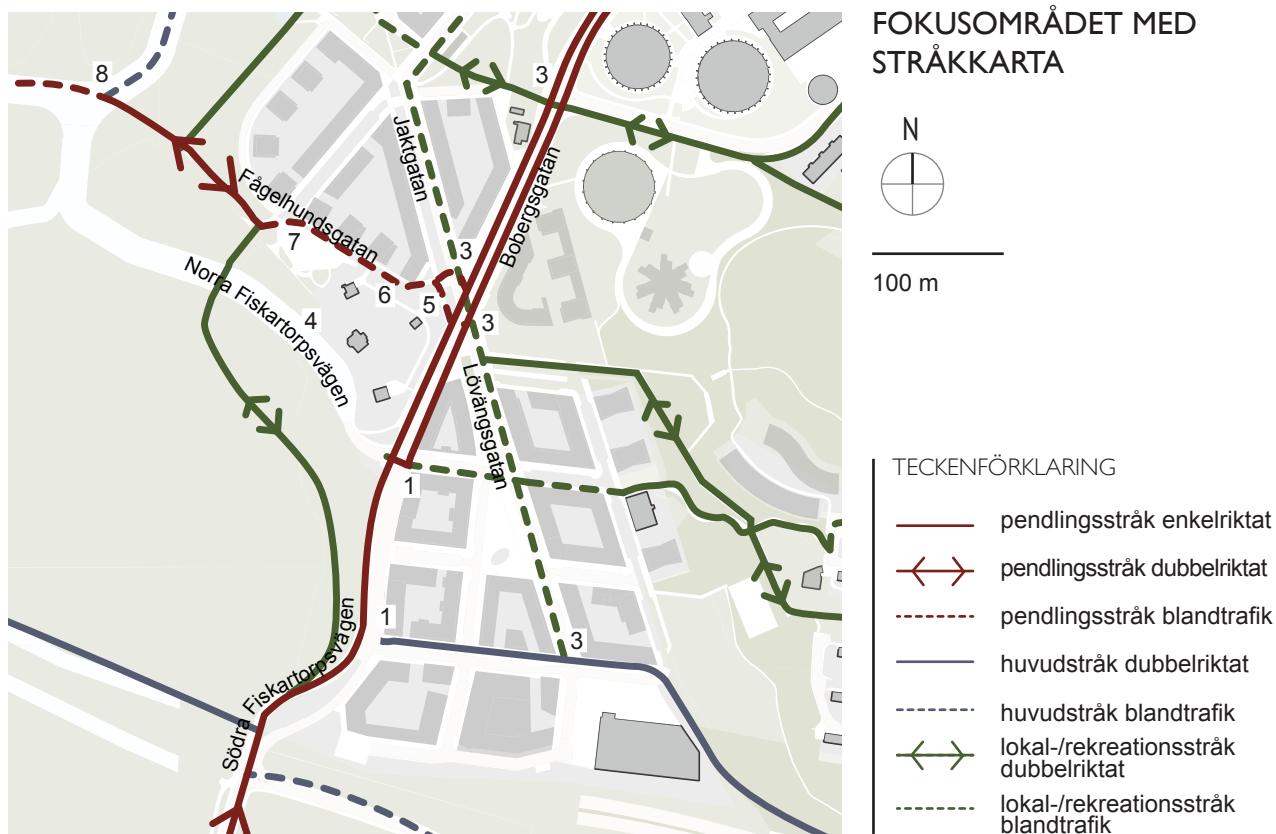 FOKUSOMRÅDET MED
STRÅKKARTA
N
100 m
TECKENFÖRKLARING
pendlingsstråk enkelriktat
pendlingsstråk dubbelriktat
pendlingsstråk blandtrafik
huvudstråk dubbelriktat
huvudstråk blandtrafik
lokal-/rekreationsstråk
dubbelriktat
lokal-/rekreationsstråk
blandtrafik
8
3
Jaktgatan
Bobergsgatan
Fågelhundsgatan
7
3
Norra Fiskartorpsvägen
6
5
4
3
Lövängsgatan
1
1
3
Södra Fiskartorpsvägen